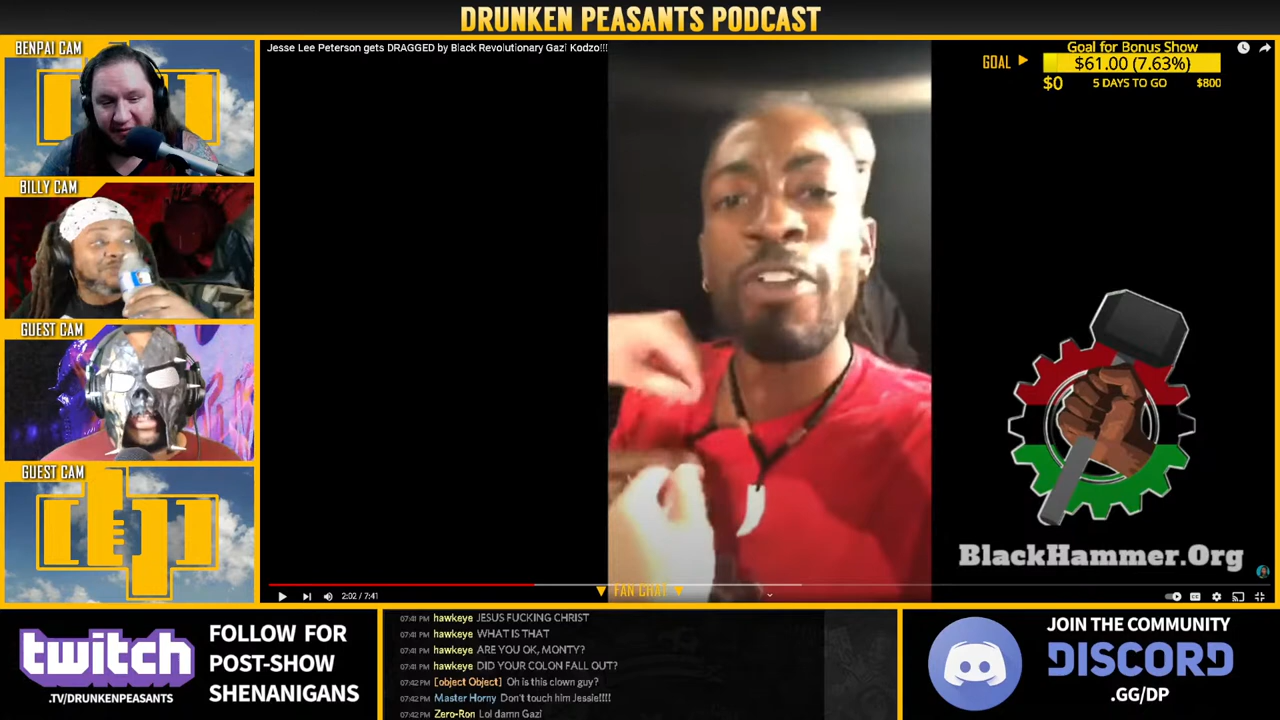 DRUNKEN PEASANTS PODCAST
BENPAI CAM
Jesse Lee Peterson gets DRAGGED by Black Revolutionary Gazi Kodzo!!!
GOAL
Goal for Bonus Show
$61.00 (7.63%)
$0
5 DAYS TO GO
$800
BILLY CAM
GUEST CAM
GUEST CAM
BlackHammer.Org
2:02 / 7:41
FAN CHAT
twitch
.TV/DRUNKENPEASANTS
FOLLOW FOR
POST-SHOW
SHENANIGANS
07:41 PM hawkeye JESUS FUCKING CHRIST
07:41 PM hawkeye WHAT IS THAT
07:41 PM hawkeye ARE YOU OK, MONTY?
07:41 PM hawkeye DID YOUR COLON FALL OUT?
07:42 PM [object Object] Oh is this clown guy?
07:42 PM Master Horny Don't touch him Jessie!!!!
07:42 PM Zero-Ron Lol damn Gazi
JOIN THE COMMUNITY
DISCORD
.GG/DP